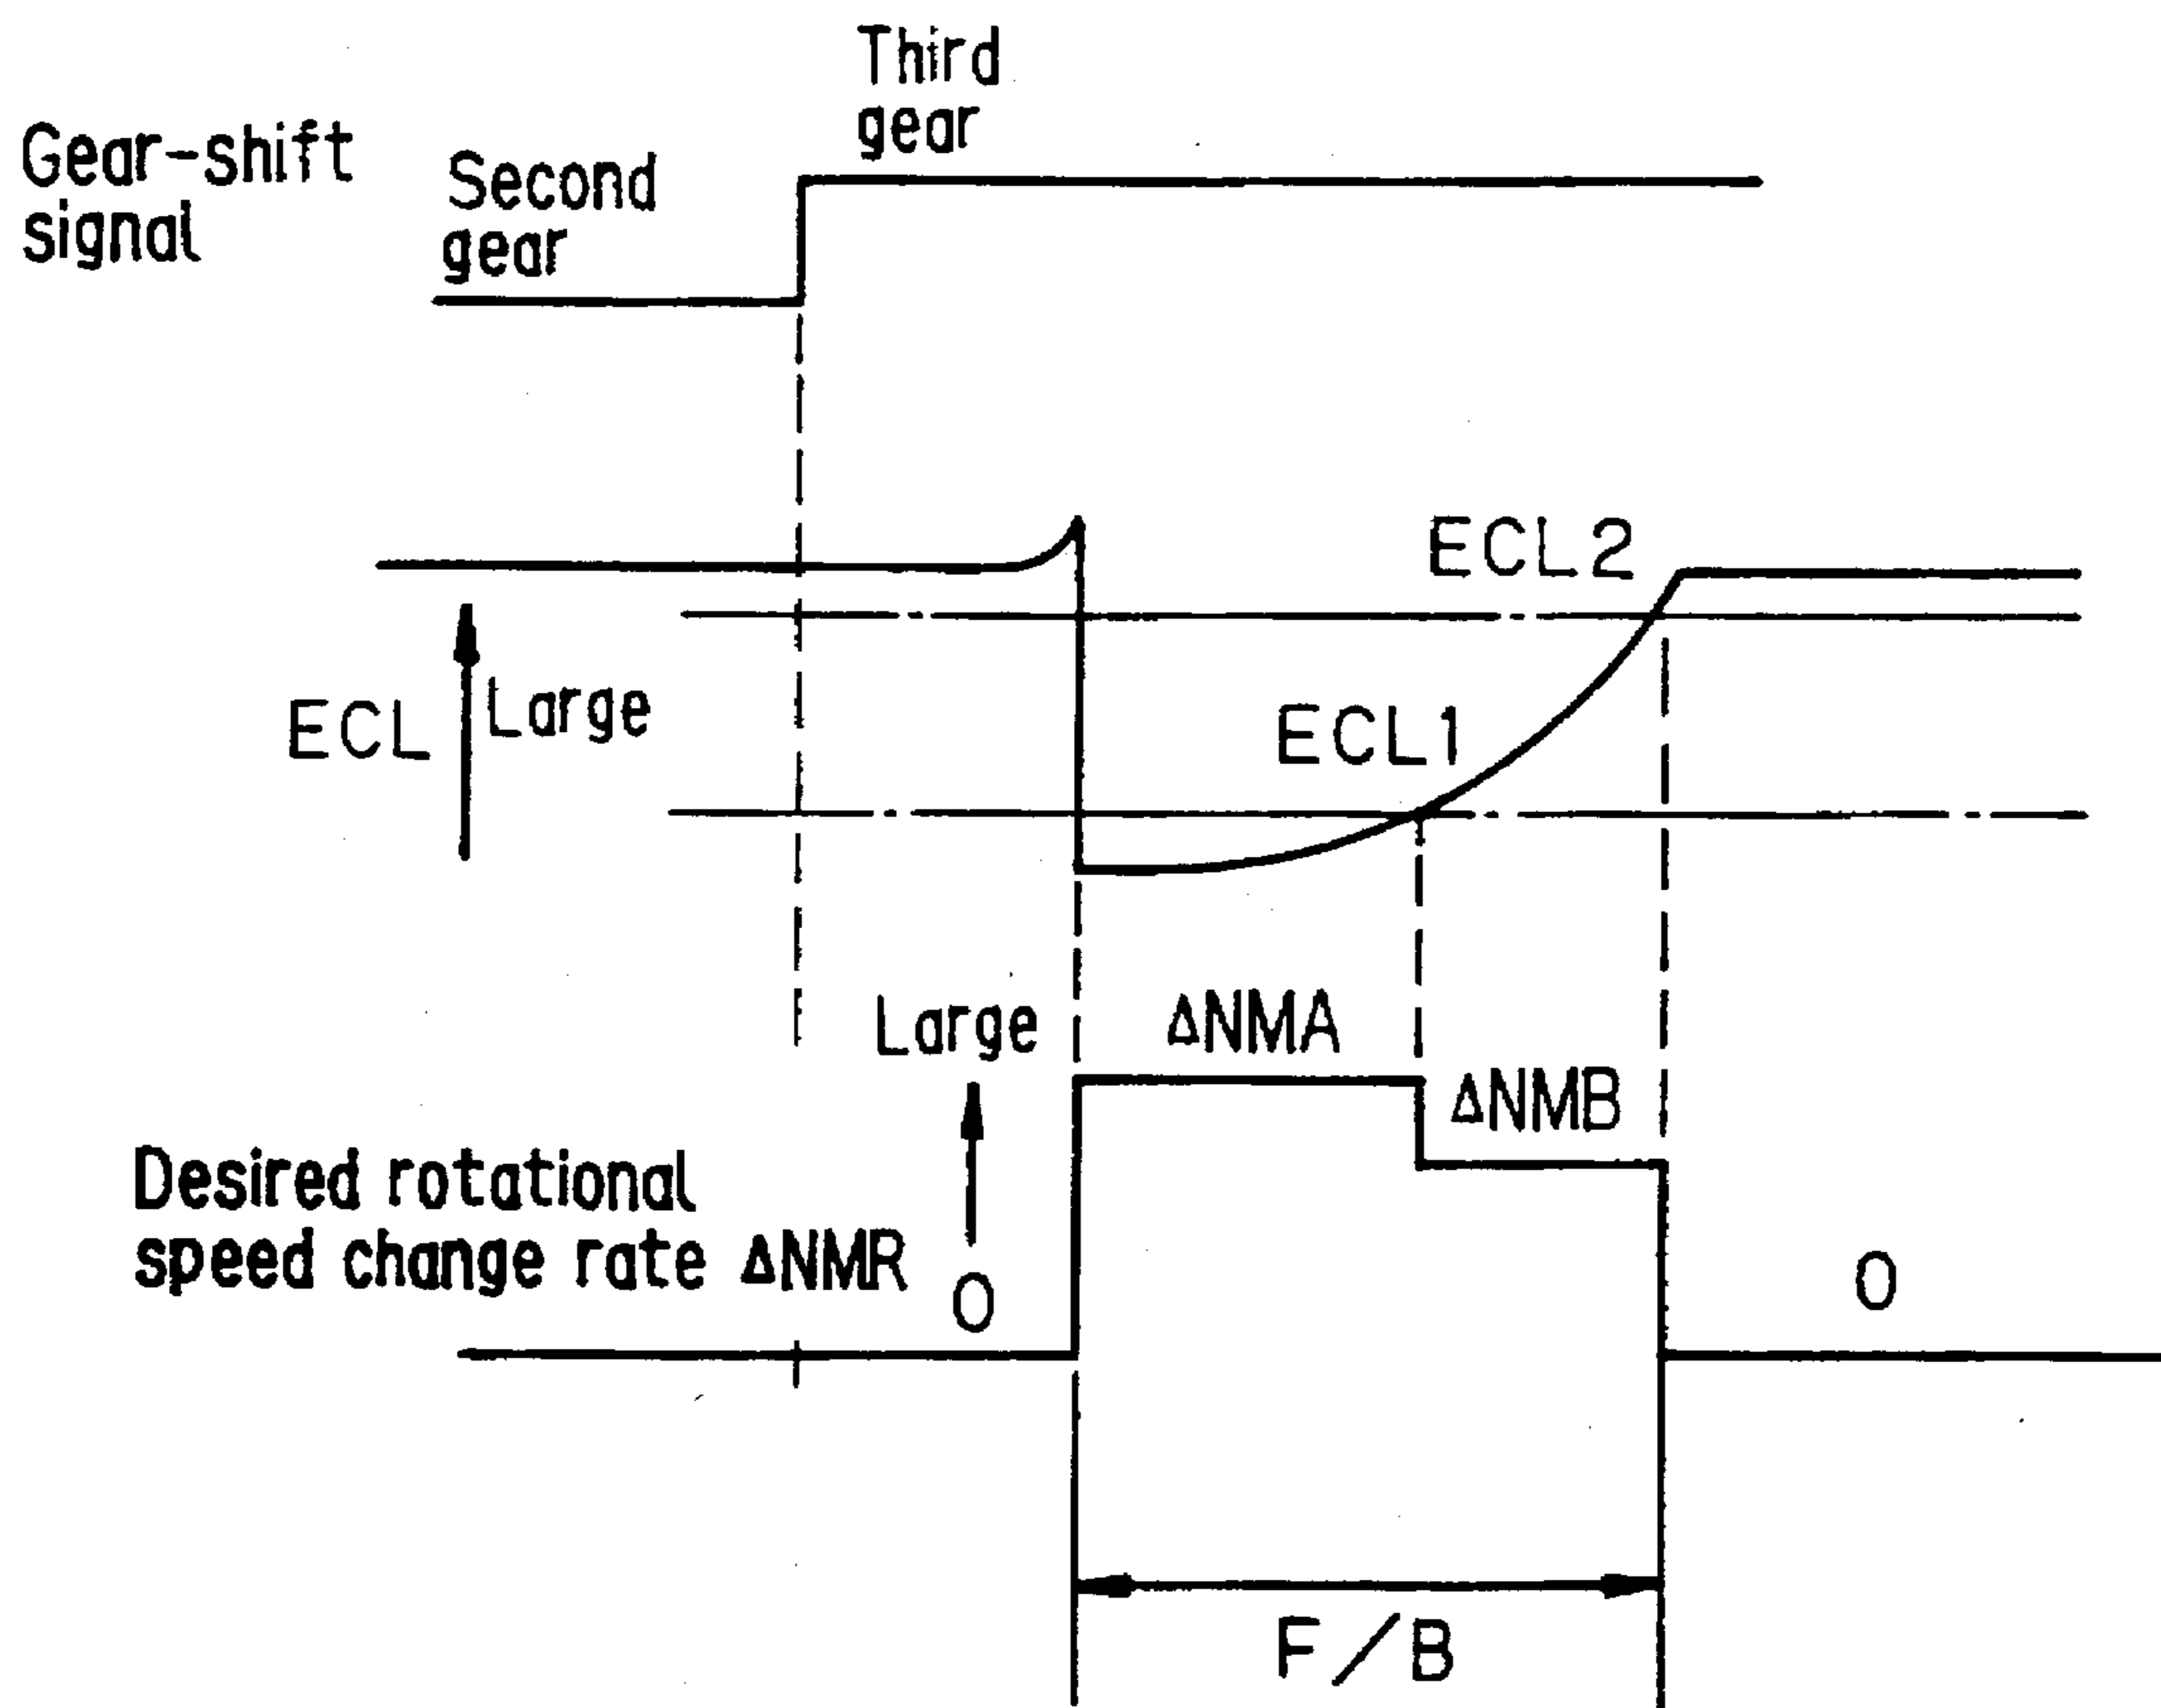 Third
gear
Gear-shift
signal
Second
gear
ECL2
ECL
Large
ECL1
Large
ΔNMA
ΔNMB
Desired rotational
speed change rate ΔNMR
0
0
F/B